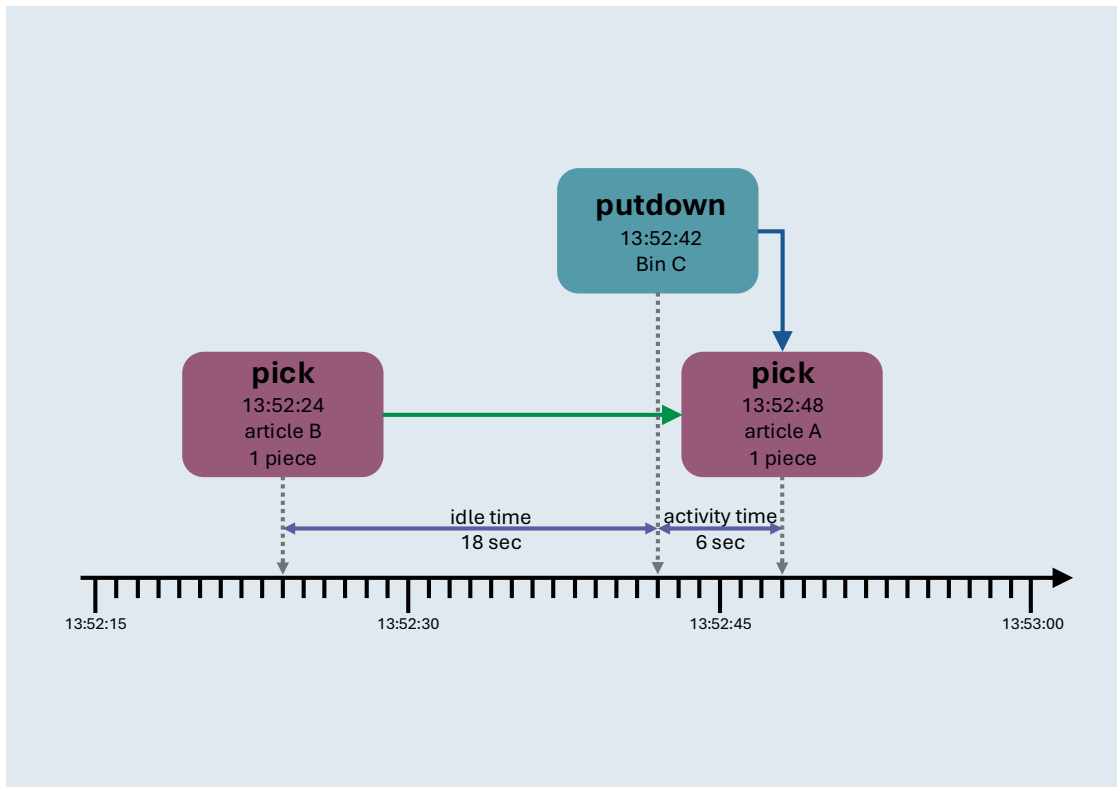 putdown
13:52:42
Bin C
pick
13:52:24
article B
1 piece
pick
13:52:48
article A
1 piece
idle time
18 sec
activity time
6 sec
13:52:15
13:52:30
13:52:45
13:53:00